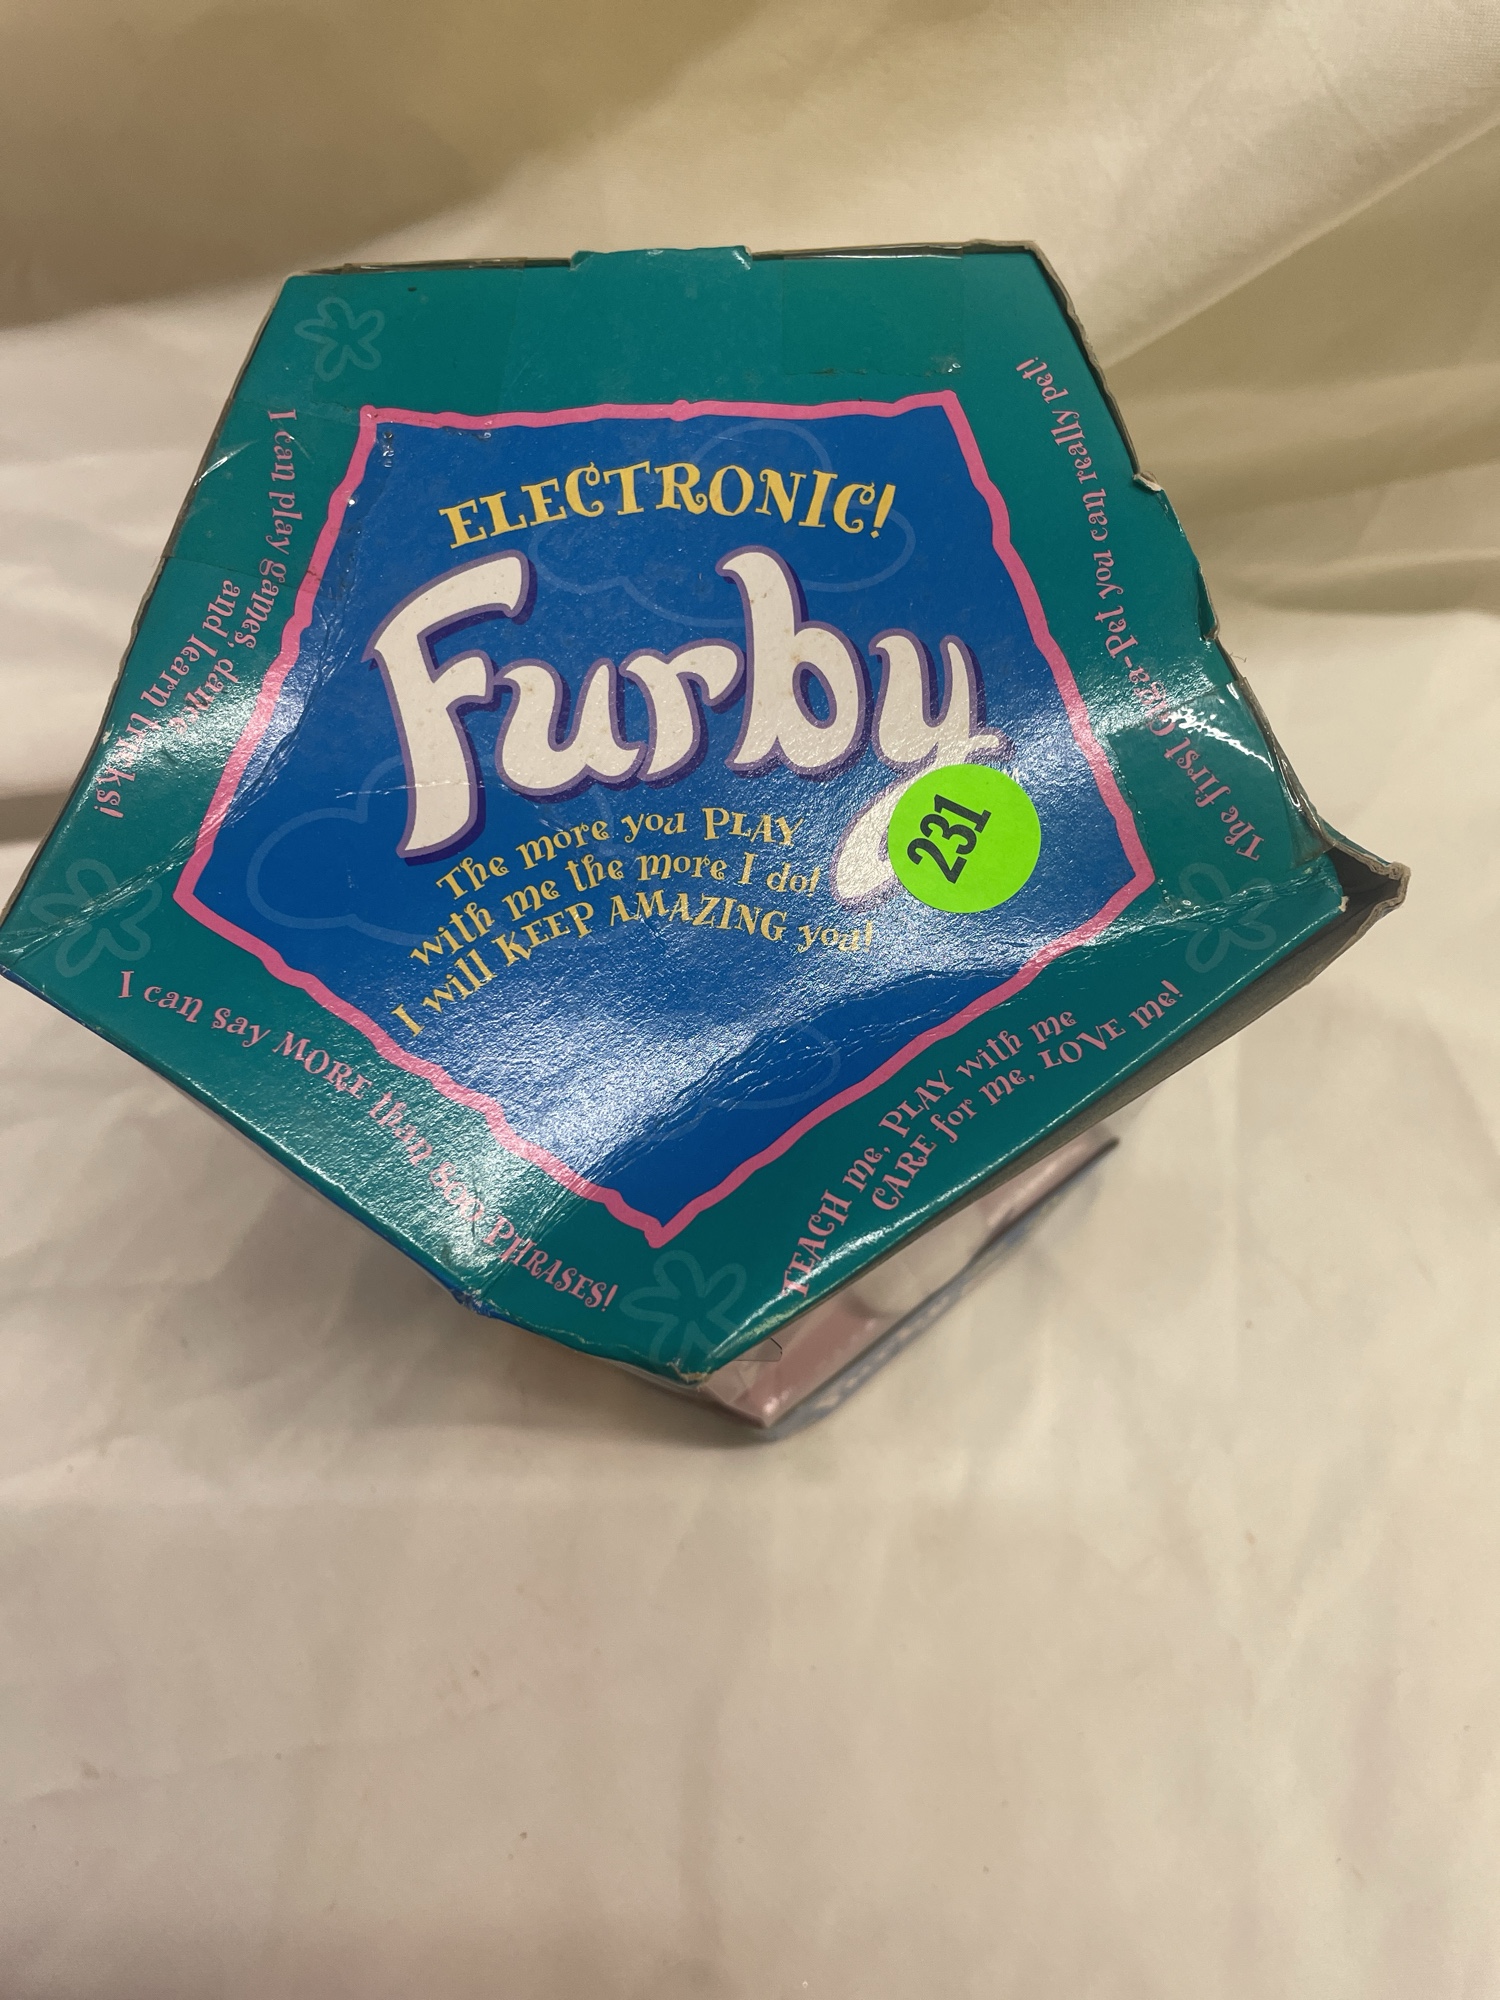 ELECTRONIC!
Furby
The more you PLAY
with me the more I do!
I will KEEP AMAZING you!
231
I can play games, dance
and learn tricks!
The first Giga-Pet you can really pet!
I can say MORE than 800 PHRASES!
TEACH me, PLAY with me
CARE for me, LOVE me!